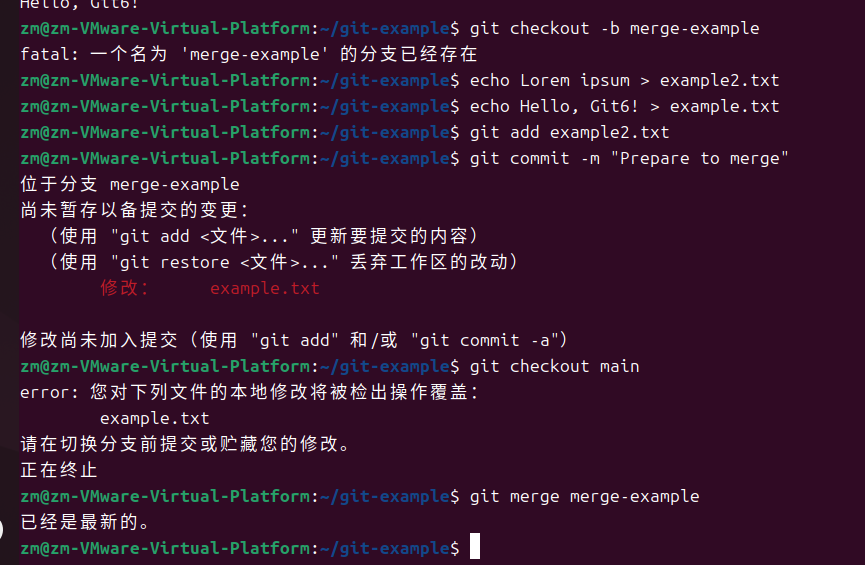 Hello, Git6!
zm@zm-VMware-Virtual-Platform:~/git-example$ git checkout -b merge-example
fatal: 一个名为 'merge-example' 的分支已经存在
zm@zm-VMware-Virtual-Platform:~/git-example$ echo Lorem ipsum > example2.txt
zm@zm-VMware-Virtual-Platform:~/git-example$ echo Hello, Git6! > example.txt
zm@zm-VMware-Virtual-Platform:~/git-example$ git add example2.txt
zm@zm-VMware-Virtual-Platform:~/git-example$ git commit -m "Prepare to merge"
位于分支 merge-example
尚未暂存以备提交的变更：
  （使用 "git add <文件>..." 更新要提交的内容）
  （使用 "git restore <文件>..." 丢弃工作区的改动）
        修改：     example.txt

修改尚未加入提交（使用 "git add" 和/或 "git commit -a"）
zm@zm-VMware-Virtual-Platform:~/git-example$ git checkout main
error: 您对下列文件的本地修改将被检出操作覆盖：
        example.txt
请在切换分支前提交或贮藏您的修改。
正在终止
zm@zm-VMware-Virtual-Platform:~/git-example$ git merge merge-example
已经是最新的。
zm@zm-VMware-Virtual-Platform:~/git-example$